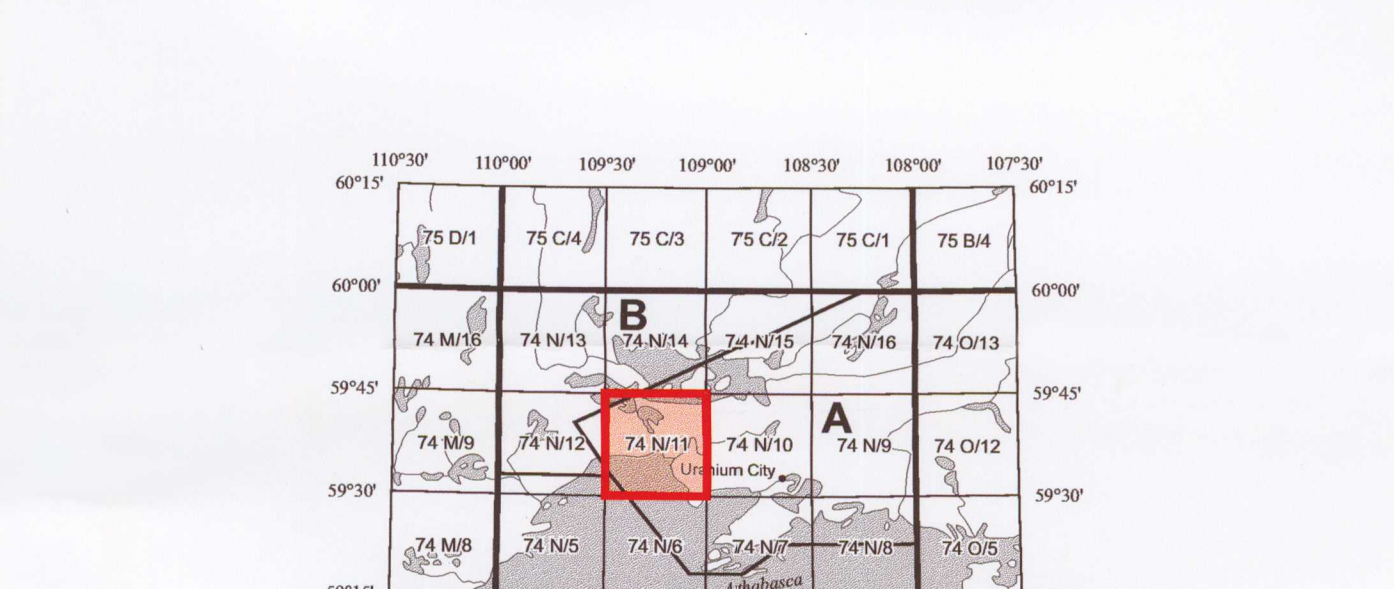 110°30' 110°00' 109°30' 109°00' 108°30' 108°00' 107°30'
60°15' 60°15'
75 D/1 75 C/4 75 C/3 75 C/2 75 C/1 75 B/4
60°00' 60°00'
B
74 M/16 74 N/13 74 N/14 74 N/15 74 N/16 74 O/13
59°45' 59°45'
A
74 M/9 74 N/12 74 N/11 74 N/10 74 N/9 74 O/12
Uranium City
59°30' 59°30'
74 M/8 74 N/5 74 N/6 74 N/7 74 N/8 74 O/5
Athabasca